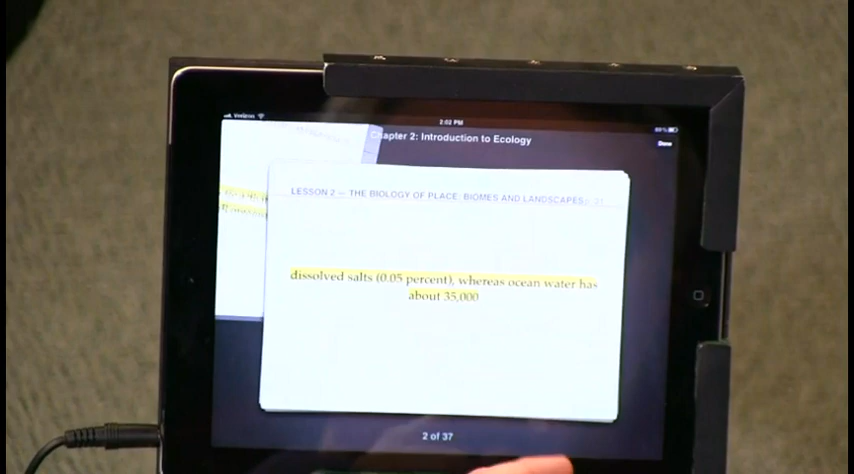 Verizon
2:02 PM
Chapter 2: Introduction to Ecology
Done
LESSON 2 — THE BIOLOGY OF PLACE: BIOMES AND LANDSCAPES
dissolved salts (0.05 percent), whereas ocean water has
about 35,000
2 of 37